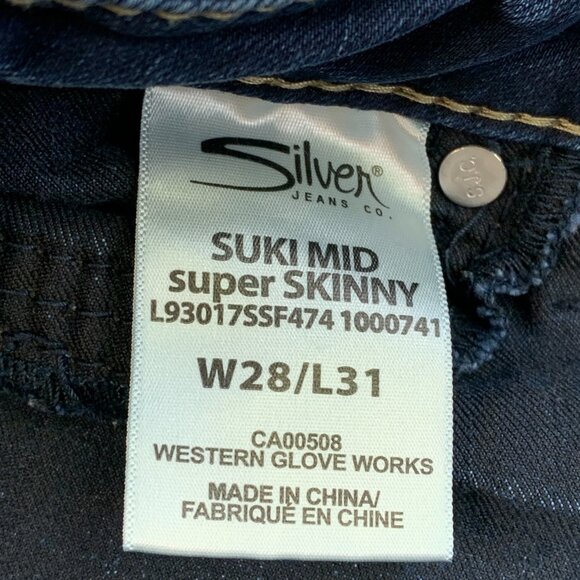 Silver®
JEANS CO.
SUKI MID
super SKINNY
L93017SSF474 1000741
W28/L31
CA00508
WESTERN GLOVE WORKS
MADE IN CHINA/
FABRIQUÉ EN CHINE
SJC